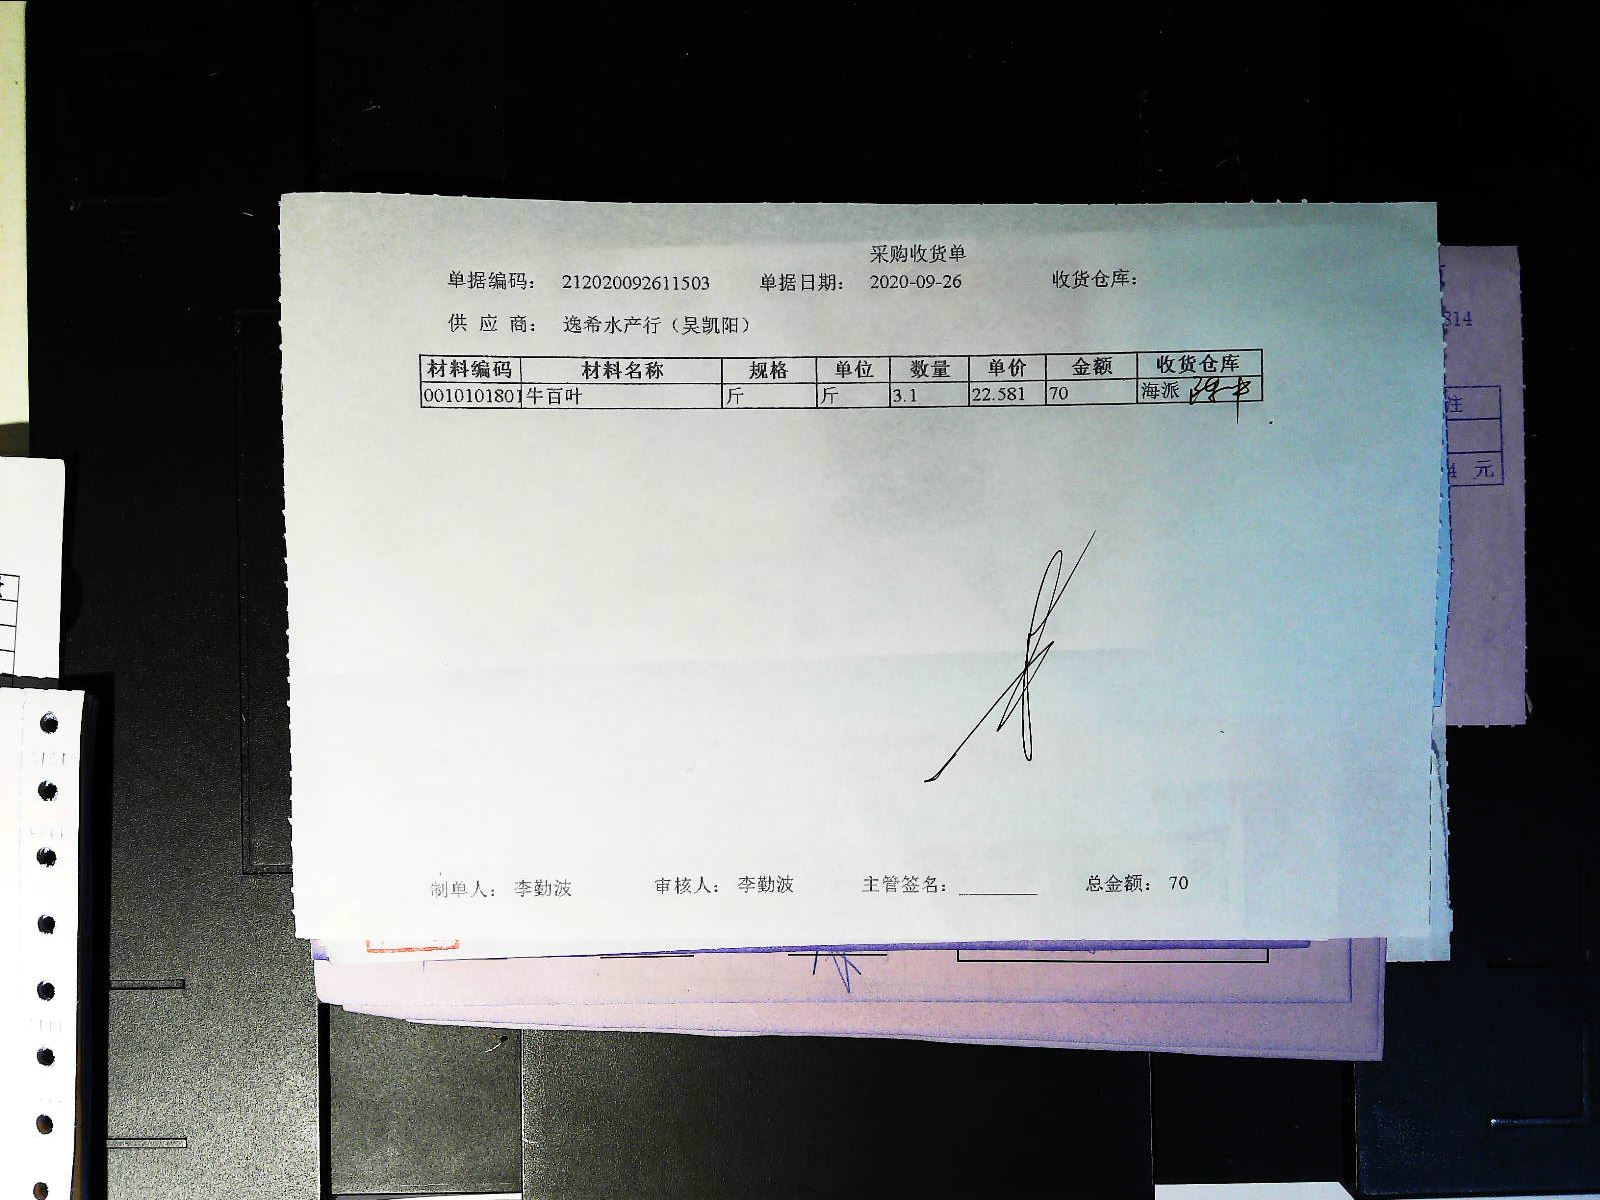 采购收货单
单据编码： 212020092611503 单据日期： 2020-09-26 收货仓库：
供 应 商： 逸希水产行（吴凯阳）
材料编码 材料名称 规格 单位 数量 单价 金额 收货仓库
0010101801 牛百叶 斤 斤 3.1 22.581 70 海派
制单人： 李勤波 审核人： 李勤波 主管签名： 总金额： 70
314
注
4 元